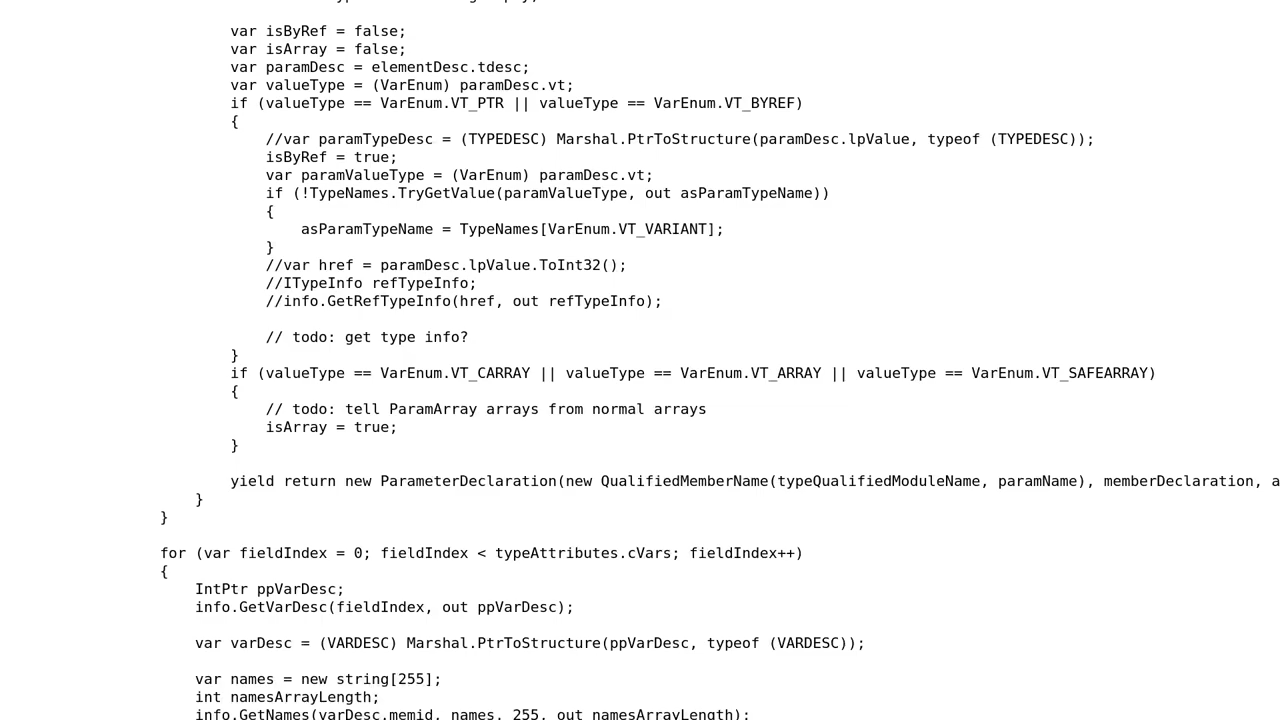 var isByRef = false;
var isArray = false;
var paramDesc = elementDesc.tdesc;
var valueType = (VarEnum) paramDesc.vt;
if (valueType == VarEnum.VT_PTR || valueType == VarEnum.VT_BYREF)
{
//var paramTypeDesc = (TYPEDESC) Marshal.PtrToStructure(paramDesc.lpValue, typeof (TYPEDESC));
isByRef = true;
var paramValueType = (VarEnum) paramDesc.vt;
if (!TypeNames.TryGetValue(paramValueType, out asParamTypeName))
{
asParamTypeName = TypeNames[VarEnum.VT_VARIANT];
}
//var href = paramDesc.lpValue.ToInt32();
//ITypeInfo refTypeInfo;
//info.GetRefTypeInfo(href, out refTypeInfo);
// todo: get type info?
}
if (valueType == VarEnum.VT_CARRAY || valueType == VarEnum.VT_ARRAY || valueType == VarEnum.VT_SAFEARRAY)
{
// todo: tell ParamArray arrays from normal arrays
isArray = true;
}
yield return new ParameterDeclaration(new QualifiedMemberName(typeQualifiedModuleName, paramName), memberDeclaration, a
}
}
for (var fieldIndex = 0; fieldIndex < typeAttributes.cVars; fieldIndex++)
{
IntPtr ppVarDesc;
info.GetVarDesc(fieldIndex, out ppVarDesc);
var varDesc = (VARDESC) Marshal.PtrToStructure(ppVarDesc, typeof (VARDESC));
var names = new string[255];
int namesArrayLength;
info.GetNames(varDesc.memid, names, 255, out namesArrayLength);